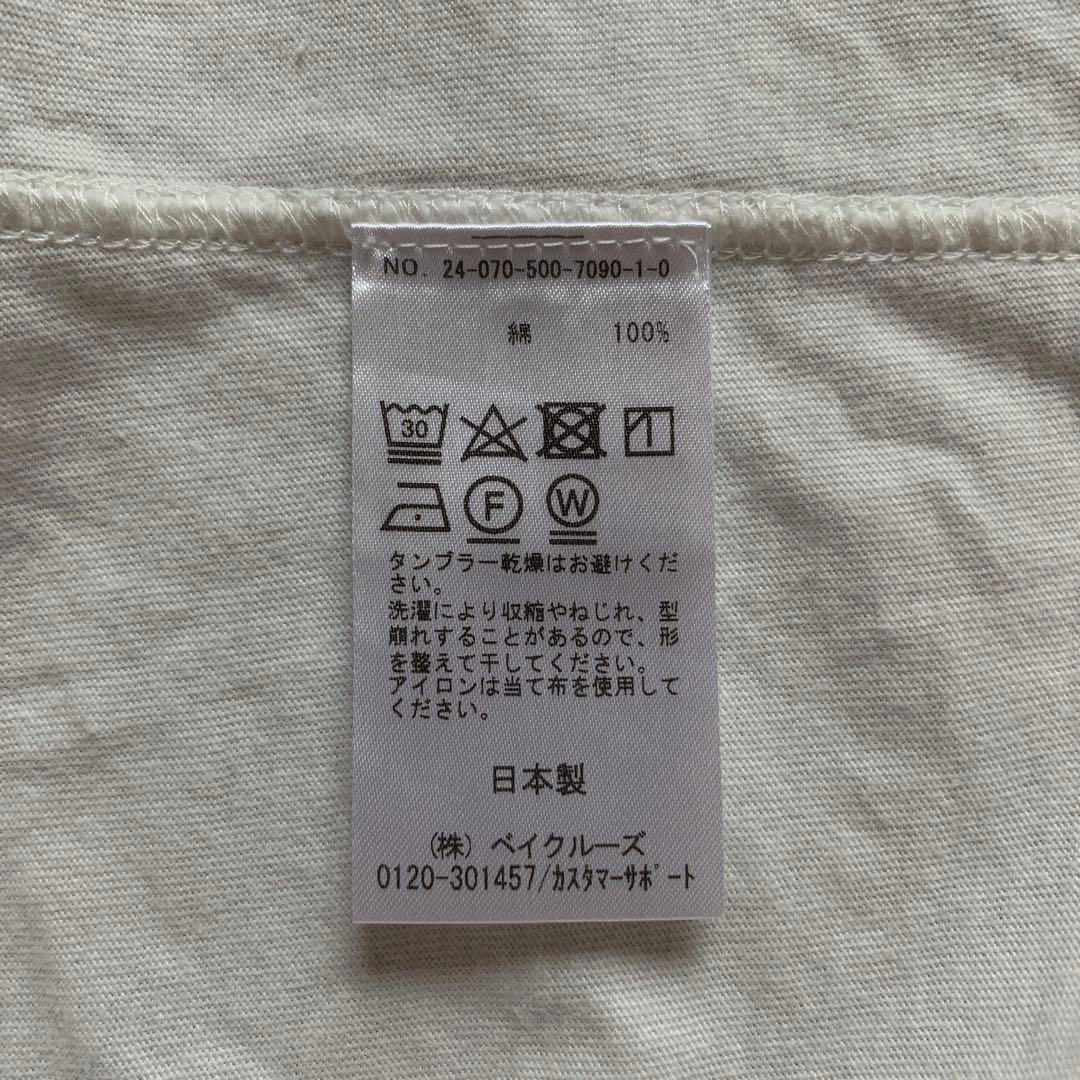 NO. 24-070-500-7090-1-0
綿 100%
30
F W
タンブラー乾燥はお避けくだ
さい。
洗濯により収縮やねじれ、型
崩れすることがあるので、形
を整えて干してください。
アイロンは当て布を使用して
ください。
日本製
(株) ベイクルーズ
0120-301457/カスタマーサポート